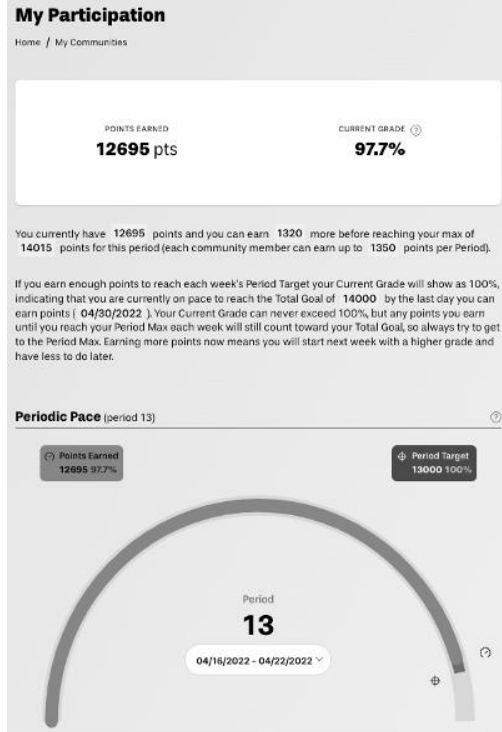 My Participation
Home / My Communities
POINTS EARNED
12695 pts
CURRENT GRADE ?
97.7%
You currently have 12695 points and you can earn 1320 more before reaching your max of
14015 points for this period (each community member can earn up to 1350 points per Period).
If you earn enough points to reach each week's Period Target your Current Grade will show as 100%,
indicating that you are currently on pace to reach the Total Goal of 14000 by the last day you can
earn points ( 04/30/2022 ). Your Current Grade can never exceed 100%, but any points you earn
until you reach your Period Max each week will still count toward your Total Goal, so always try to get
to the Period Max. Earning more points now means you will start next week with a higher grade and
have less to do later.
Periodic Pace (period 13) ?
Points Earned
12695 97.7%
Period Target
13000 100%
Period
13
04/16/2022 - 04/22/2022